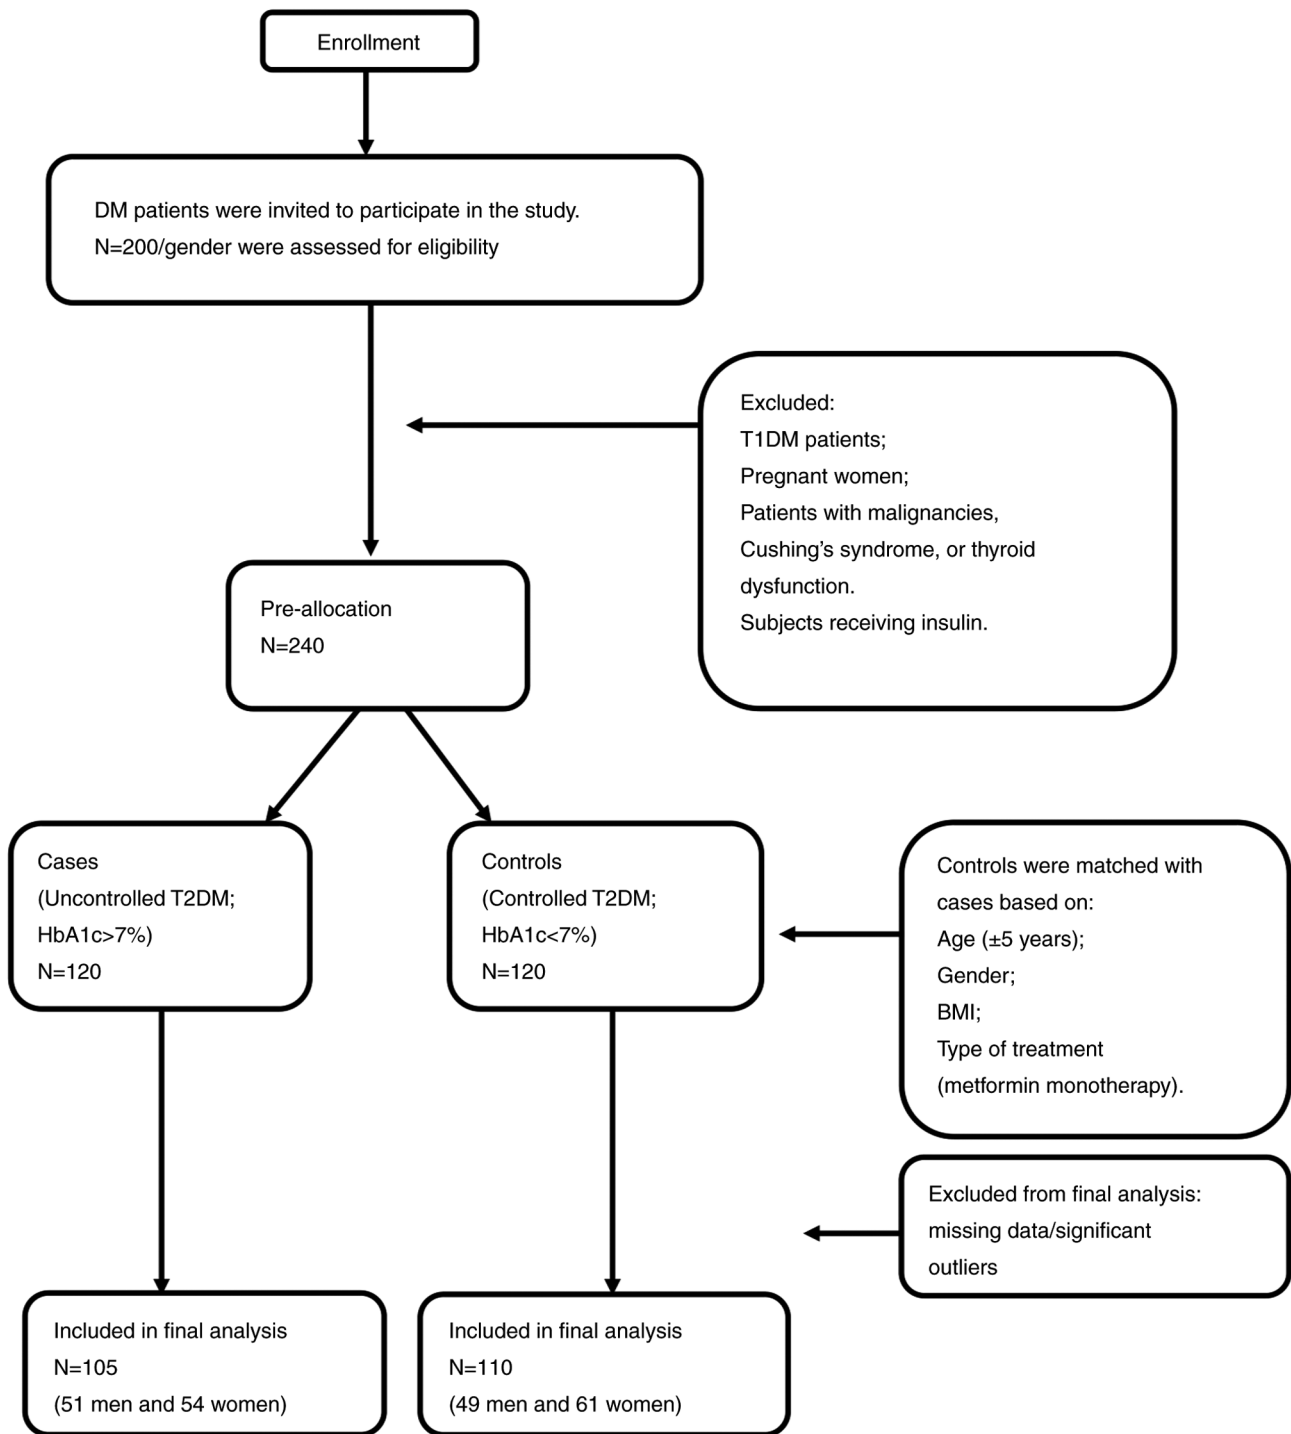 Enrollment
DM patients were invited to participate in the study.
N=200/gender were assessed for eligibility
Excluded:
T1DM patients;
Pregnant women;
Patients with malignancies,
Cushing’s syndrome, or thyroid
dysfunction.
Subjects receiving insulin.
Pre-allocation
N=240
Cases
(Uncontrolled T2DM;
HbA1c>7%)
N=120
Controls
(Controlled T2DM;
HbA1c<7%)
N=120
Controls were matched with
cases based on:
Age (±5 years);
Gender;
BMI;
Type of treatment
(metformin monotherapy).
Excluded from final analysis:
missing data/significant
outliers
Included in final analysis
N=105
(51 men and 54 women)
Included in final analysis
N=110
(49 men and 61 women)